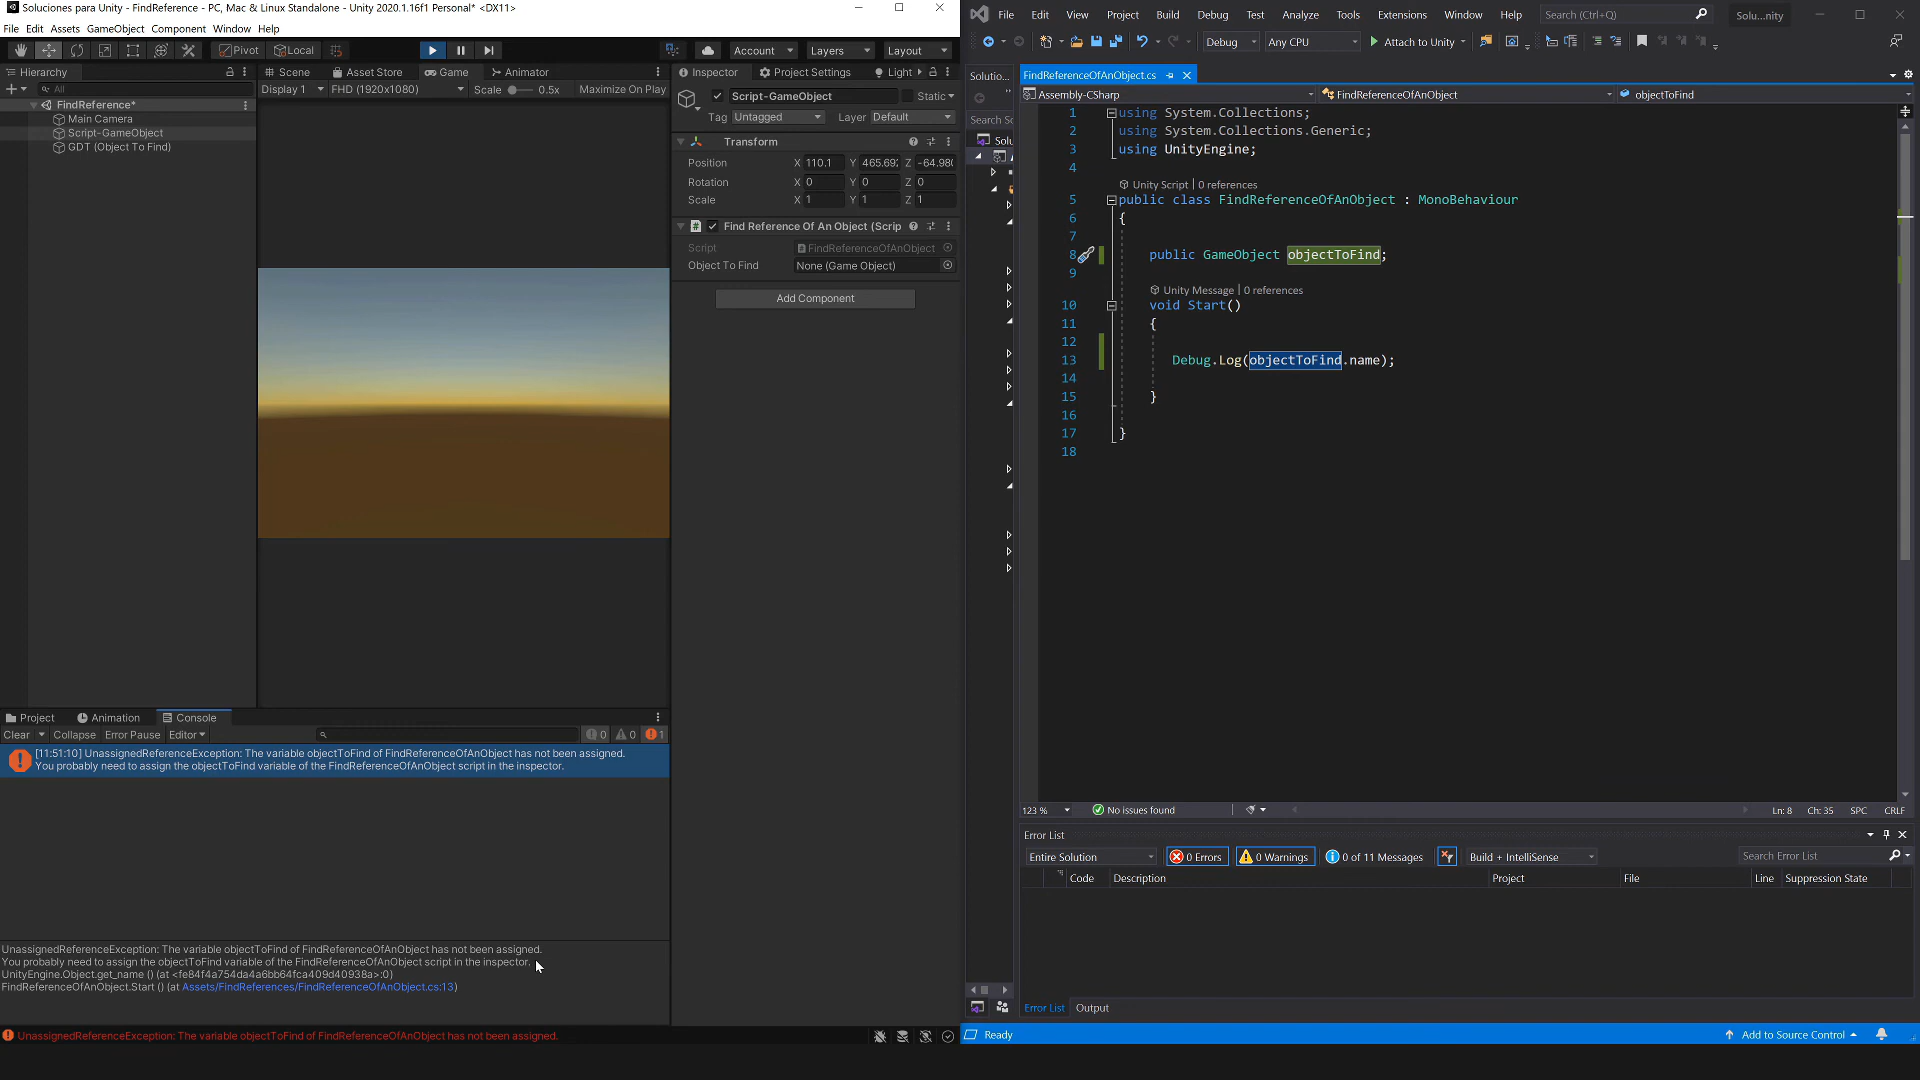 Soluciones para Unity - FindReference - PC, Mac & Linux Standalone - Unity 2020.1.16f1 Personal* <DX11>
File Edit Assets GameObject Component Window Help
Pivot Local Account Layers Layout
Hierarchy
All
FindReference*
Main Camera
Script-GameObject
GDT (Object To Find)
Scene Asset Store Game Animator
Display 1 FHD (1920x1080) Scale 0.5x Maximize On Play
Inspector Project Settings Light
Script-GameObject Static
Tag Untagged Layer Default
Transform
Position X 110.1 Y 465.692 Z -64.980
Rotation X 0 Y 0 Z 0
Scale X 1 Y 1 Z 1
Find Reference Of An Object (Scrip
Script FindReferenceOfAnObject
Object To Find None (Game Object)
Add Component
Project Animation Console
Clear Collapse Error Pause Editor 0 0 1
[11:51:10] UnassignedReferenceException: The variable objectToFind of FindReferenceOfAnObject has not been assigned.
You probably need to assign the objectToFind variable of the FindReferenceOfAnObject script in the inspector.
UnassignedReferenceException: The variable objectToFind of FindReferenceOfAnObject has not been assigned.
You probably need to assign the objectToFind variable of the FindReferenceOfAnObject script in the inspector.
UnityEngine.Object.get_name () (at <fe84f4a754da4a6bb64fca409d40938a>:0)
FindReferenceOfAnObject.Start () (at Assets/FindReferences/FindReferenceOfAnObject.cs:13)
UnassignedReferenceException: The variable objectToFind of FindReferenceOfAnObject has not been assigned.
File Edit View Project Build Debug Test Analyze Tools Extensions Window Help Search (Ctrl+Q) Solu...nity
Debug Any CPU Attach to Unity
Solutio...
Search So
Solu
FindReferenceOfAnObject.cs
Assembly-CSharp FindReferenceOfAnObject objectToFind
1 using System.Collections;
2 using System.Collections.Generic;
3 using UnityEngine;
4
Unity Script | 0 references
5 public class FindReferenceOfAnObject : MonoBehaviour
6 {
7
8 public GameObject objectToFind;
9
Unity Message | 0 references
10 void Start()
11 {
12
13 Debug.Log(objectToFind.name);
14
15 }
16
17 }
18
123 % No issues found Ln: 8 Ch: 35 SPC CRLF
Error List
Entire Solution 0 Errors 0 Warnings 0 of 11 Messages Build + IntelliSense Search Error List
Code Description Project File Line Suppression State
Error List Output
Ready Add to Source Control